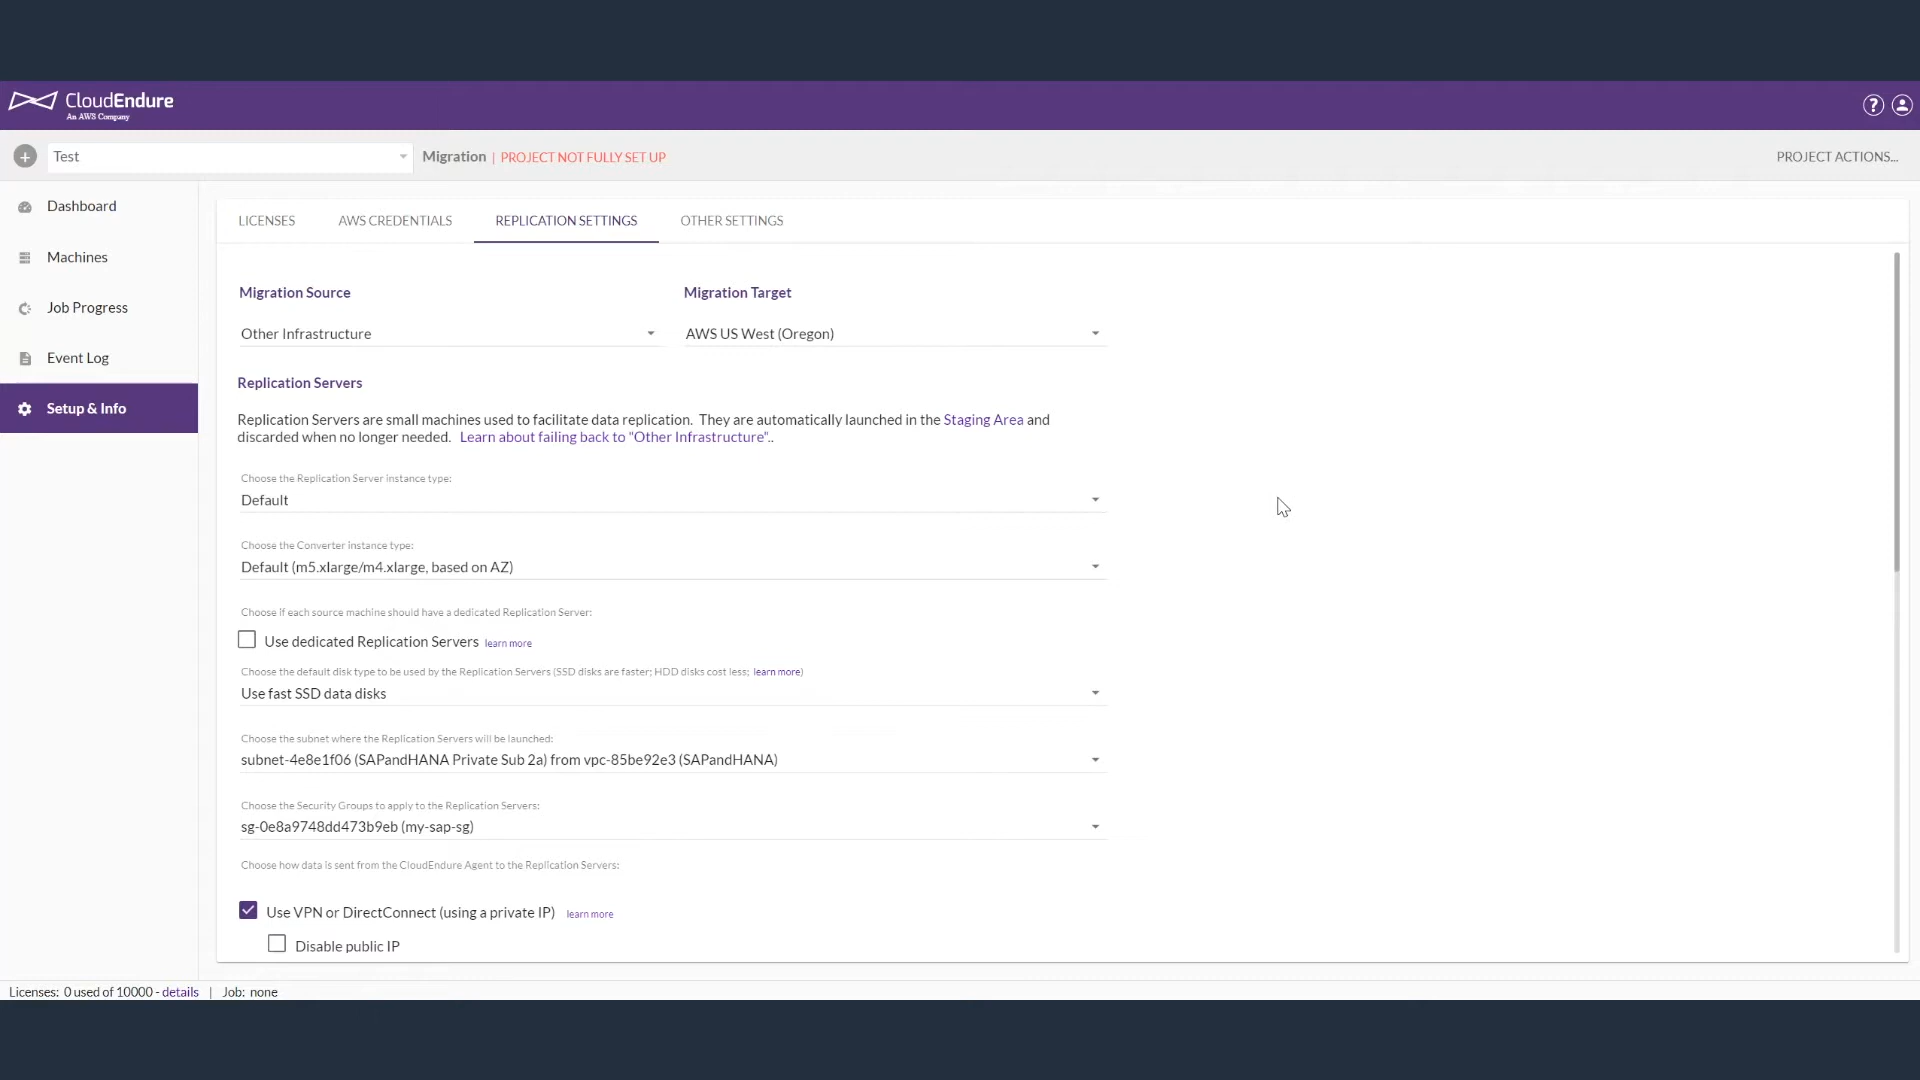 CloudEndure
An AWS Company
?
+ Test
Migration | PROJECT NOT FULLY SET UP
PROJECT ACTIONS...
Dashboard
Machines
Job Progress
Event Log
Setup & Info
LICENSES
AWS CREDENTIALS
REPLICATION SETTINGS
OTHER SETTINGS
Migration Source
Migration Target
Other Infrastructure
AWS US West (Oregon)
Replication Servers
Replication Servers are small machines used to facilitate data replication. They are automatically launched in the Staging Area and
discarded when no longer needed. Learn about failing back to "Other Infrastructure"..
Choose the Replication Server instance type:
Default
Choose the Converter instance type:
Default (m5.xlarge/m4.xlarge, based on AZ)
Choose if each source machine should have a dedicated Replication Server:
Use dedicated Replication Servers learn more
Choose the default disk type to be used by the Replication Servers (SSD disks are faster; HDD disks cost less; learn more)
Use fast SSD data disks
Choose the subnet where the Replication Servers will be launched:
subnet-4e8e1f06 (SAPandHANA Private Sub 2a) from vpc-85be92e3 (SAPandHANA)
Choose the Security Groups to apply to the Replication Servers:
sg-0e8a9748dd473b9eb (my-sap-sg)
Choose how data is sent from the CloudEndure Agent to the Replication Servers:
Use VPN or DirectConnect (using a private IP) learn more
Disable public IP
Licenses: 0 used of 10000 - details | Job: none